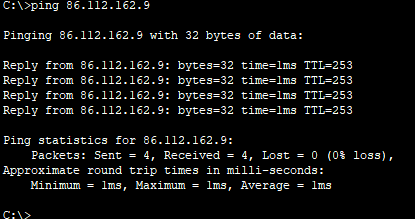 C:\>ping 86.112.162.9
Pinging 86.112.162.9 with 32 bytes of data:
Reply from 86.112.162.9: bytes=32 time=1ms TTL=253
Reply from 86.112.162.9: bytes=32 time=1ms TTL=253
Reply from 86.112.162.9: bytes=32 time=1ms TTL=253
Reply from 86.112.162.9: bytes=32 time=1ms TTL=253
Ping statistics for 86.112.162.9:
Packets: Sent = 4, Received = 4, Lost = 0 (0% loss),
Approximate round trip times in milli-seconds:
Minimum = 1ms, Maximum = 1ms, Average = 1ms
C:\>